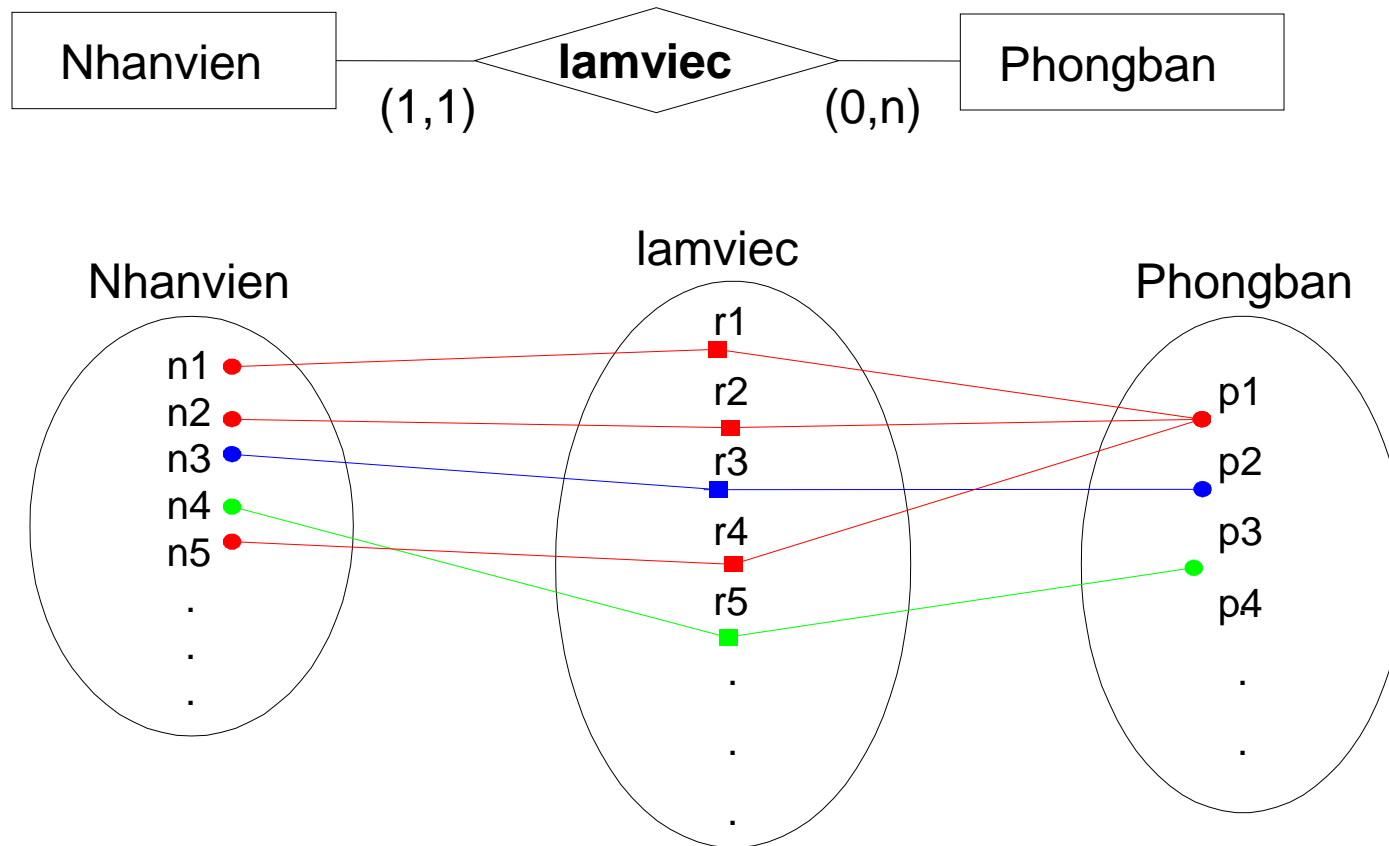 Nhanvien lamviec Phongban
(1,1) (0,n)
Nhanvien lamviec Phongban
n1
n2
n3
n4
n5
.
.
.
r1
r2
r3
r4
r5
.
.
.
p1
p2
p3
p4
.
.
.